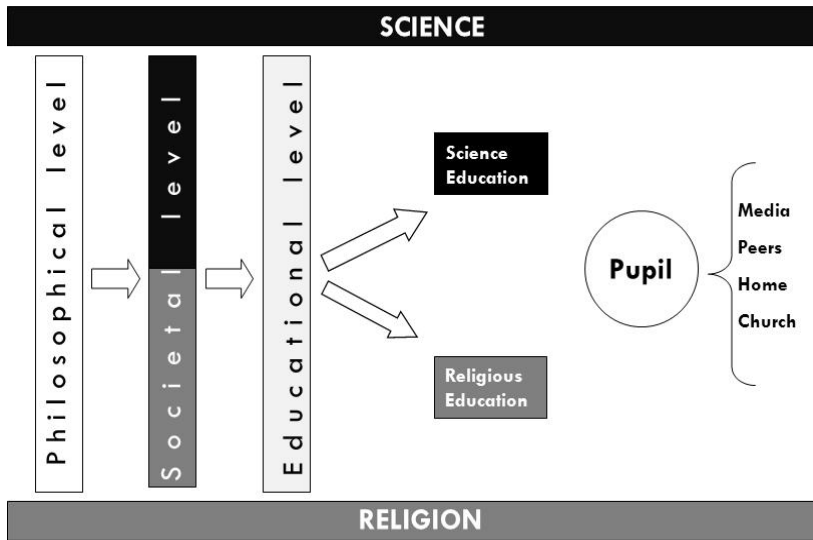 SCIENCE
Philosophical level
Societal level
Educational level
Science
Education
Religious
Education
Pupil
Media
Peers
Home
Church
RELIGION